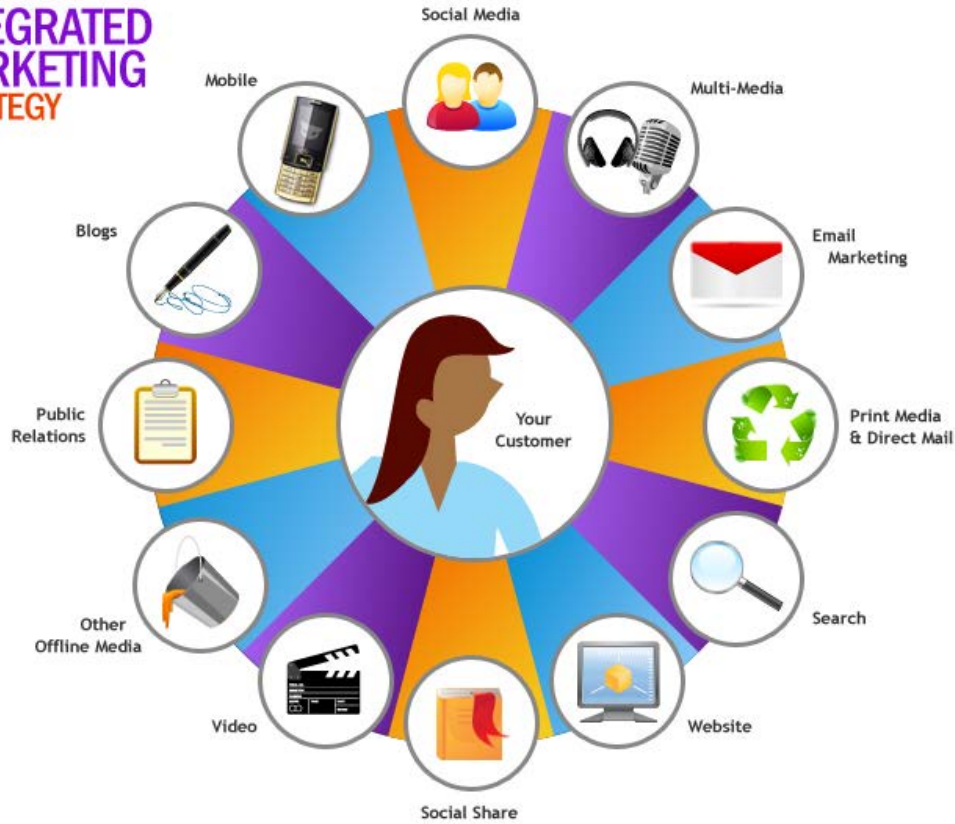 EGRATED
RKETING
TEGY
Social Media
Mobile
Multi-Media
Blogs
Email
Marketing
Public
Relations
Your
Customer
Print Media
& Direct Mail
Other
Offline Media
Search
Video
Website
Social Share